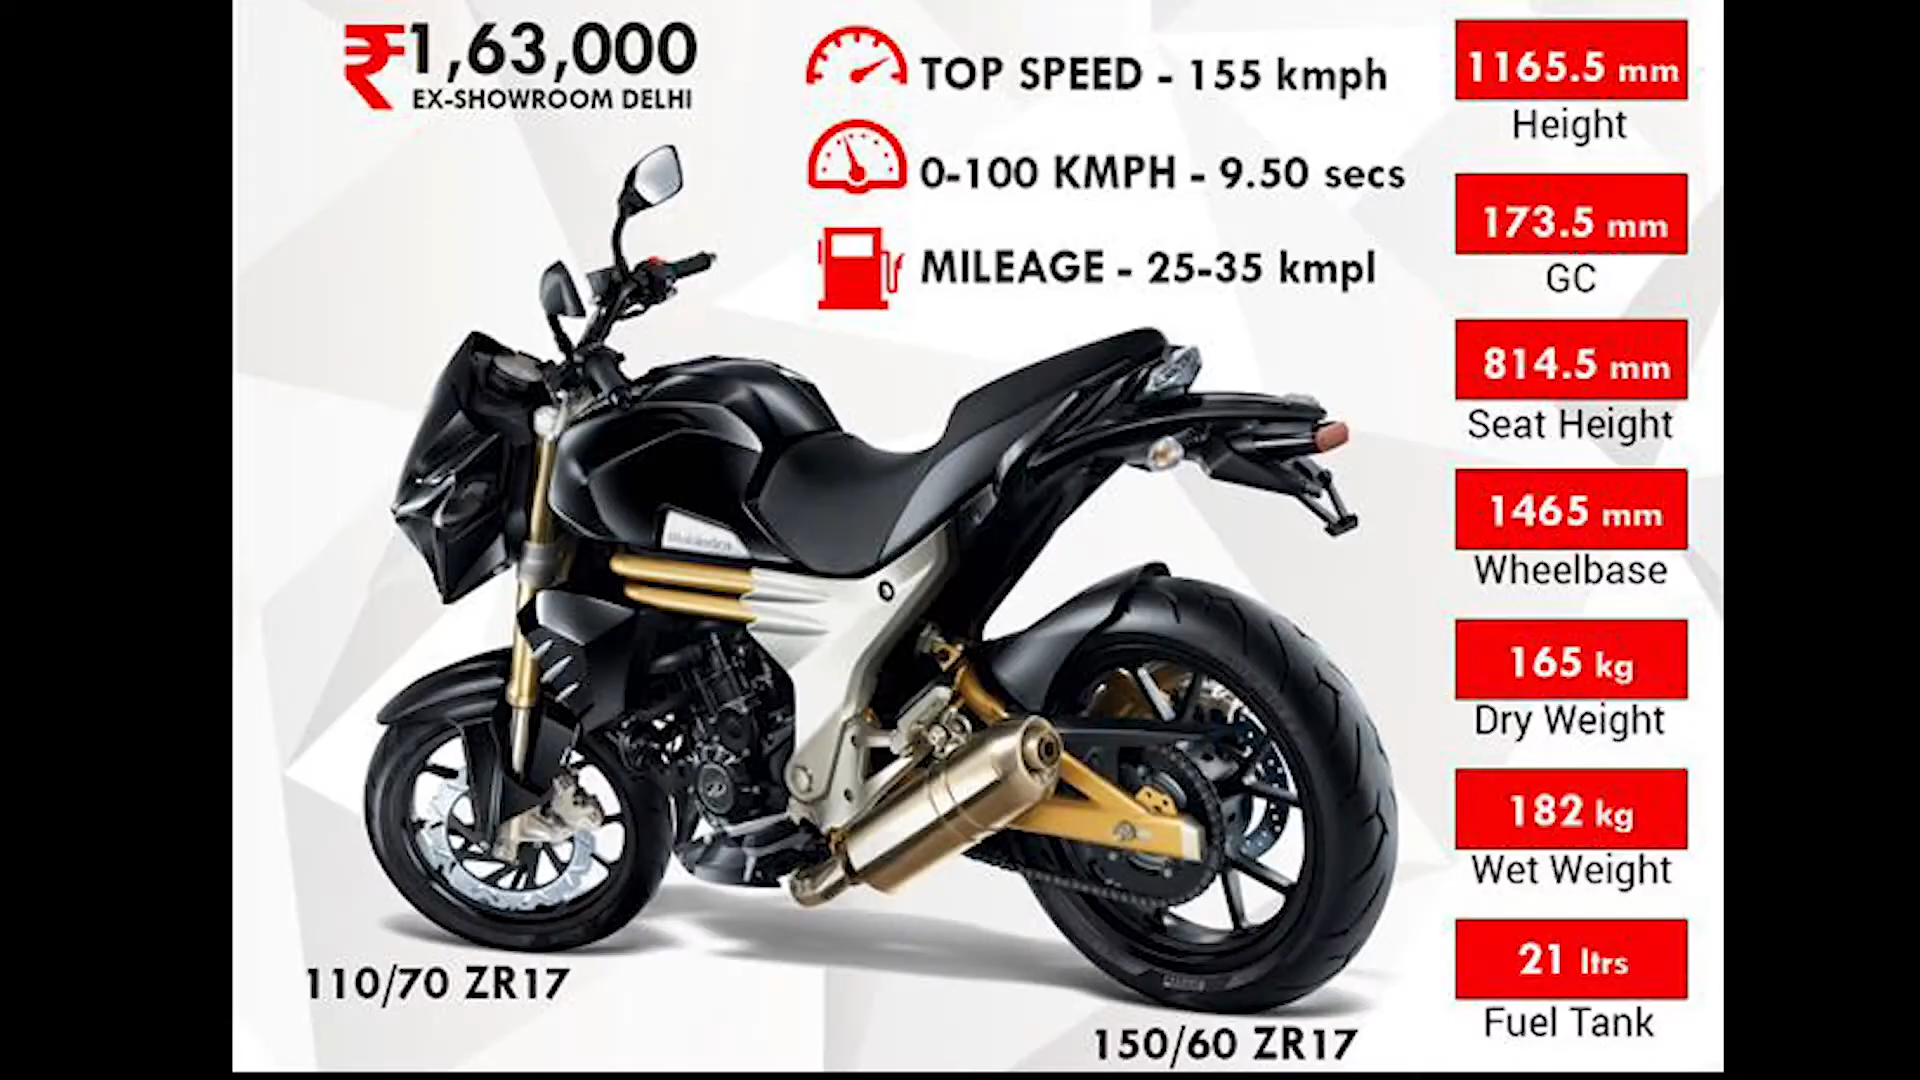 ₹1,63,000
EX-SHOWROOM DELHI
TOP SPEED - 155 kmph
0-100 KMPH - 9.50 secs
MILEAGE - 25-35 kmpl
1165.5 mm
Height
173.5 mm
GC
814.5 mm
Seat Height
1465 mm
Wheelbase
165 kg
Dry Weight
182 kg
Wet Weight
21 ltrs
Fuel Tank
Mahindra
110/70 ZR17
150/60 ZR17